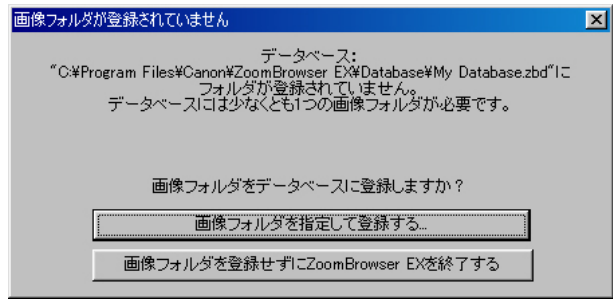 画像フォルダが登録されていません
データベース:
"C:¥Program Files¥Canon¥ZoomBrowser EX¥Database¥My Database.zbd"に
フォルダが登録されていません。
データベースには少なくとも1つの画像フォルダが必要です。
画像フォルダをデータベースに登録しますか？
画像フォルダを指定して登録する...
画像フォルダを登録せずにZoomBrowser EXを終了する